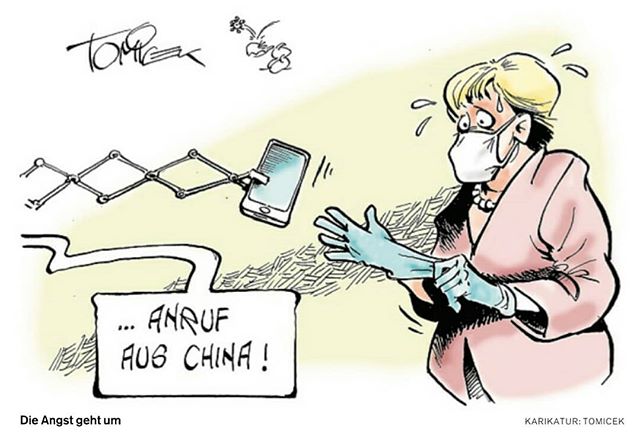 TOMICEK
... ANRUF
AUS CHINA !
Die Angst geht um
KARIKATUR: TOMICEK